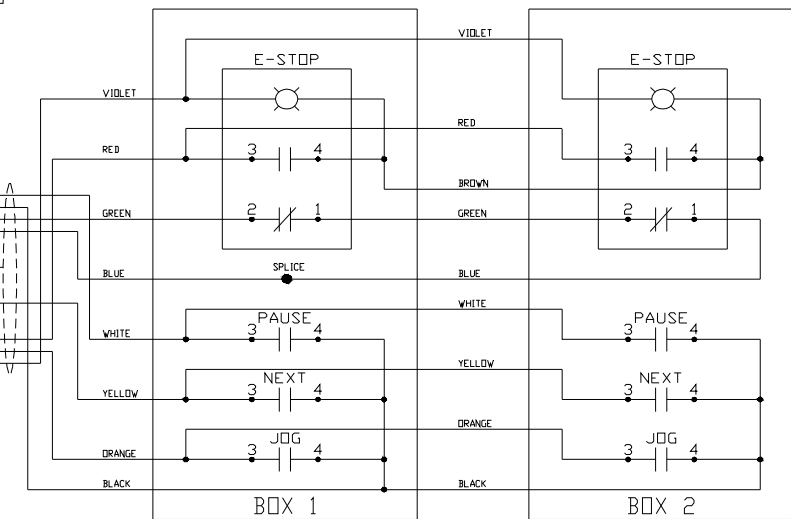 VIOLET
E-STOP E-STOP
VIOLET
RED
RED 3 4 3 4
BROWN
GREEN 2 1 GREEN 2 1
SPLICE
BLUE BLUE
WHITE
PAUSE PAUSE
WHITE 3 4 3 4
YELLOW
NEXT NEXT
YELLOW 3 4 3 4
ORANGE
JOG JOG
ORANGE 3 4 3 4
BLACK BLACK
BOX 1 BOX 2